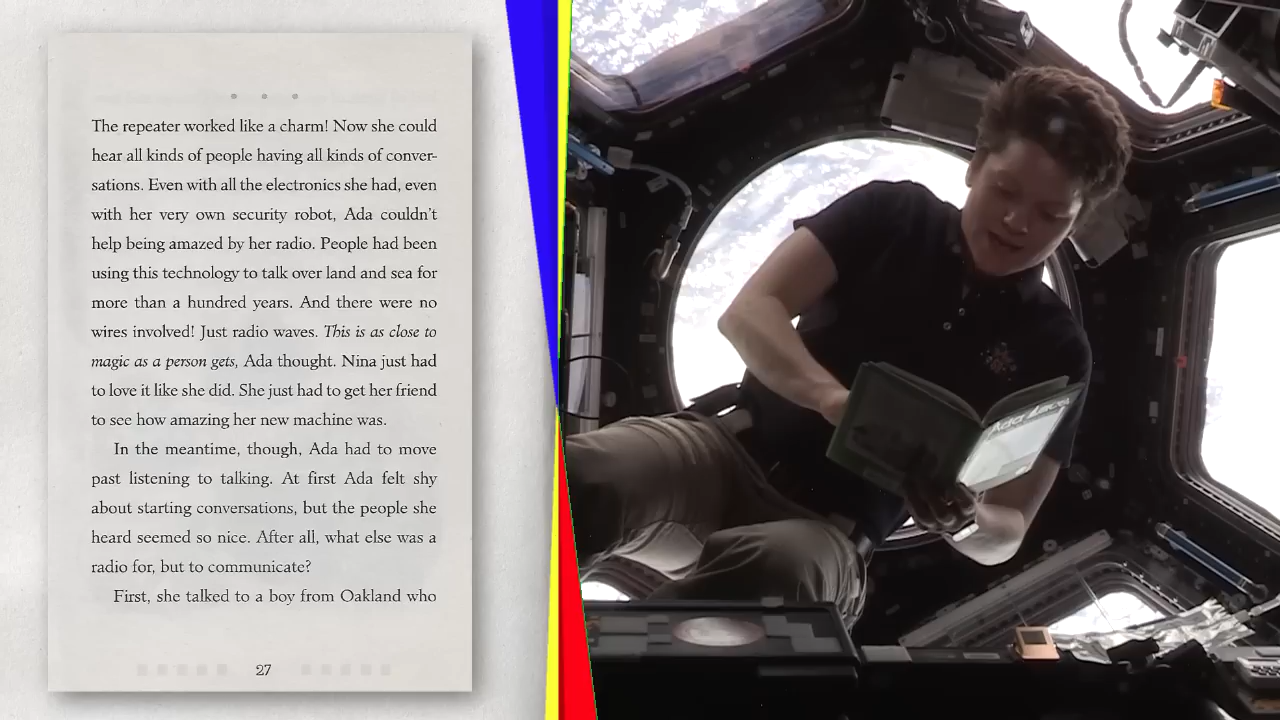 The repeater worked like a charm! Now she could
hear all kinds of people having all kinds of conver-
sations. Even with all the electronics she had, even
with her very own security robot, Ada couldn't
help being amazed by her radio. People had been
using this technology to talk over land and sea for
more than a hundred years. And there were no
wires involved! Just radio waves. This is as close to
magic as a person gets, Ada thought. Nina just had
to love it like she did. She just had to get her friend
to see how amazing her new machine was.
In the meantime, though, Ada had to move
past listening to talking. At first Ada felt shy
about starting conversations, but the people she
heard seemed so nice. After all, what else was a
radio for, but to communicate?
First, she talked to a boy from Oakland who
27